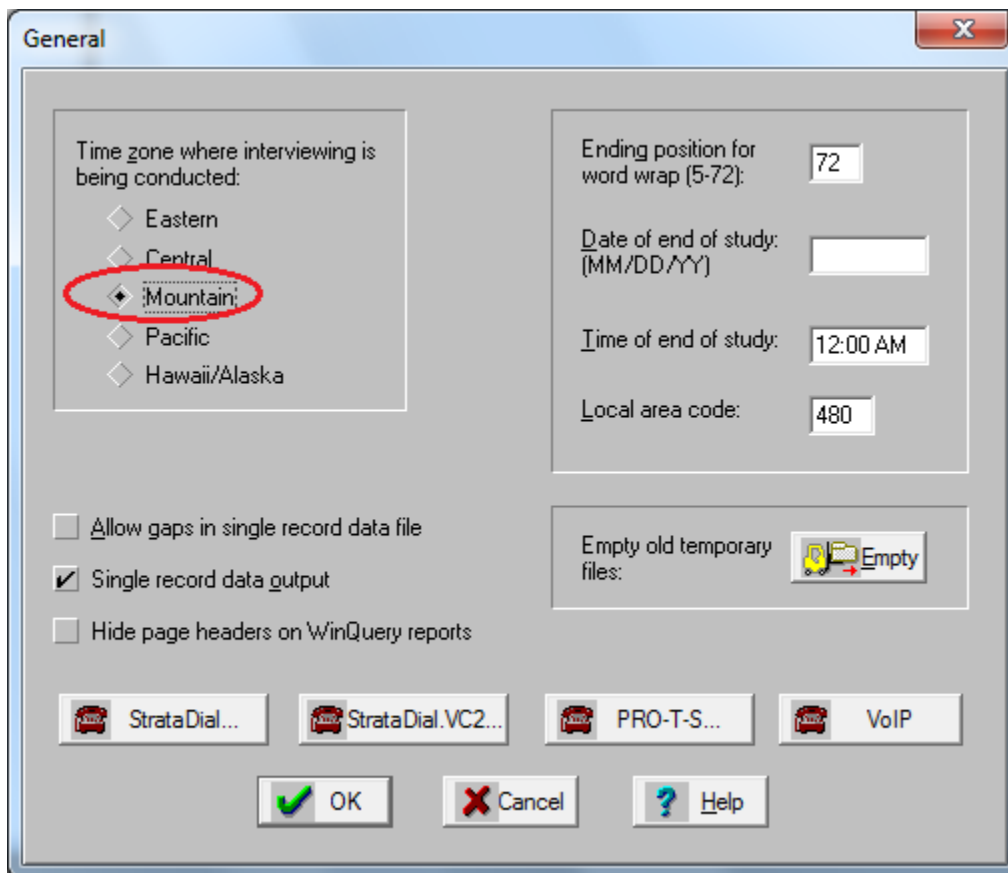 General
Time zone where interviewing is
being conducted:
Eastern
Central
Mountain
Pacific
Hawaii/Alaska
Ending position for
word wrap (5-72):
72
Date of end of study:
(MM/DD/YY)
Time of end of study:
12:00 AM
Local area code:
480
Allow gaps in single record data file
Single record data output
Hide page headers on WinQuery reports
Empty old temporary
files:
Empty
StrataDial...
StrataDial.VC2...
PRO-T-S...
VoIP
OK
Cancel
Help